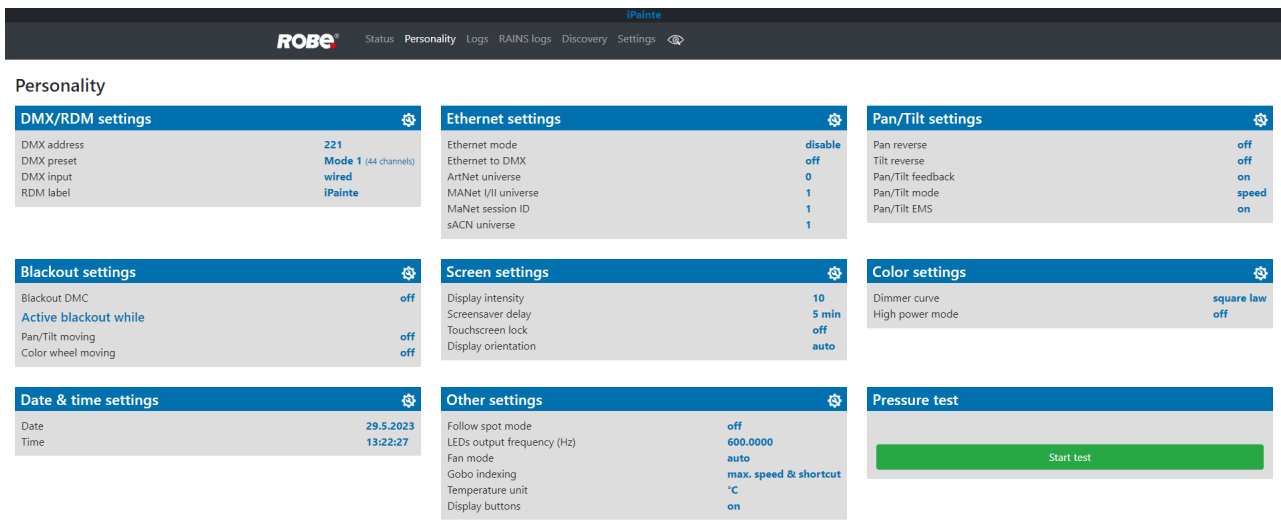 iPainte
ROBE® Status Personality Logs RAINS logs Discovery Settings
Personality
DMX/RDM settings
DMX address 221
DMX preset Mode 1 (44 channels)
DMX input wired
RDM label iPainte
Ethernet settings
Ethernet mode disable
Ethernet to DMX off
ArtNet universe 0
MANet I/II universe 1
MaNet session ID 1
sACN universe 1
Pan/Tilt settings
Pan reverse off
Tilt reverse off
Pan/Tilt feedback on
Pan/Tilt mode speed
Pan/Tilt EMS on
Blackout settings
Blackout DMC off
Active blackout while
Pan/Tilt moving off
Color wheel moving off
Screen settings
Display intensity 10
Screensaver delay 5 min
Touchscreen lock off
Display orientation auto
Color settings
Dimmer curve square law
High power mode off
Date & time settings
Date 29.5.2023
Time 13:22:27
Other settings
Follow spot mode off
LEDs output frequency (Hz) 600.0000
Fan mode auto
Gobo indexing max. speed & shortcut
Temperature unit °C
Display buttons on
Pressure test
Start test